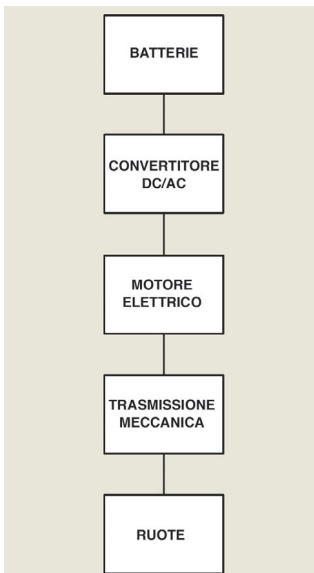 BATTERIE
CONVERTITORE
DC/AC
MOTORE
ELETTRICO
TRASMISSIONE
MECCANICA
RUOTE